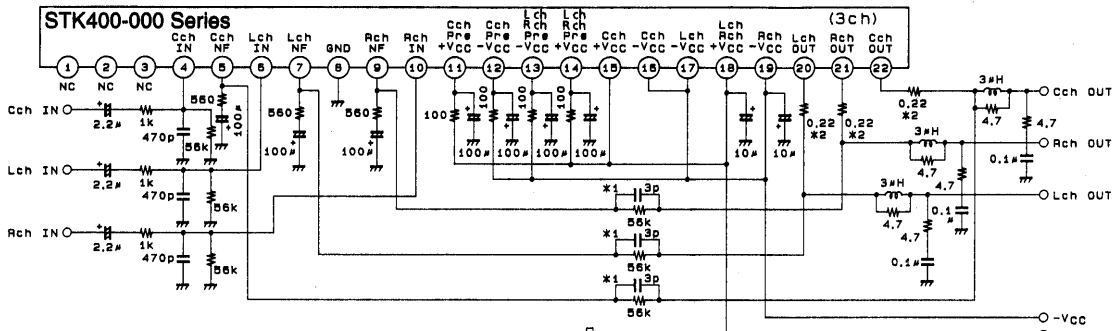 STK400-000 Series
(3ch)
Cch IN
Cch NF
Lch IN
Lch NF
GND
Rch NF
Rch IN
Cch Pre +VCC
Cch Pre -VCC
Lch Rch Pre -VCC
Lch Rch Pre +VCC
Cch +VCC
Cch -VCC
Lch -VCC
Lch Rch +VCC
Rch -VCC
Lch OUT
Rch OUT
Cch OUT
1 2 3 4 5 6 7 8 9 10 11 12 13 14 15 16 17 18 19 20 21 22
NC NC NC
Cch IN
2.2μ
1k
470p
56k
560
100μ
560
100μ
560
100μ
100
100
100
100
100μ 100μ 100μ 100μ
10μ 10μ
0.22 *2
0.22 *2
0.22 *2
3μH
4.7
4.7
0.1μ
Cch OUT
3μH
4.7
4.7
0.1μ
Rch OUT
3μH
4.7
4.7
0.1μ
Lch OUT
Lch IN
2.2μ
1k
470p
56k
Rch IN
2.2μ
1k
470p
56k
*1 3p
56k
*1 3p
56k
*1 3p
56k
-VCC